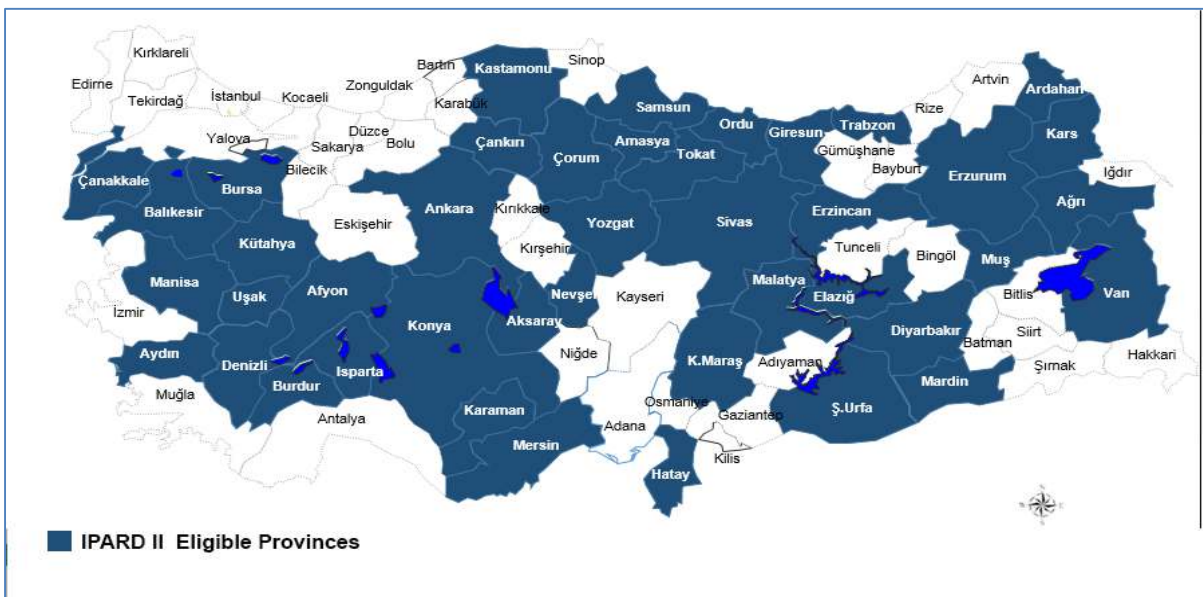 Kırklareli
Edirne
Tekirdağ
İstanbul
Kocaeli
Yalova
Sakarya
Düzce
Bolu
Zonguldak
Bartın
Karabük
Kastamonu
Sinop
Samsun
Ordu
Giresun
Trabzon
Rize
Artvin
Ardahan
Kars
Iğdır
Gümüşhane
Bayburt
Erzurum
Ağrı
Çankırı
Çorum
Amasya
Tokat
Çanakkale
Bursa
Bilecik
Balıkesir
Eskişehir
Ankara
Kırıkkale
Kırşehir
Yozgat
Sivas
Erzincan
Tunceli
Bingöl
Muş
Bitlis
Van
Kütahya
Manisa
Uşak
Afyon
Konya
Aksaray
Nevşeh
Kayseri
Malatya
Elazığ
Diyarbakır
Batman
Siirt
Şırnak
Hakkari
İzmir
Aydın
Denizli
Burdur
Isparta
Muğla
Antalya
Niğde
Karaman
Mersin
Adana
Osmaniye
K.Maraş
Adıyaman
Gaziantep
Kilis
Ş.Urfa
Mardin
Hatay
IPARD II Eligible Provinces